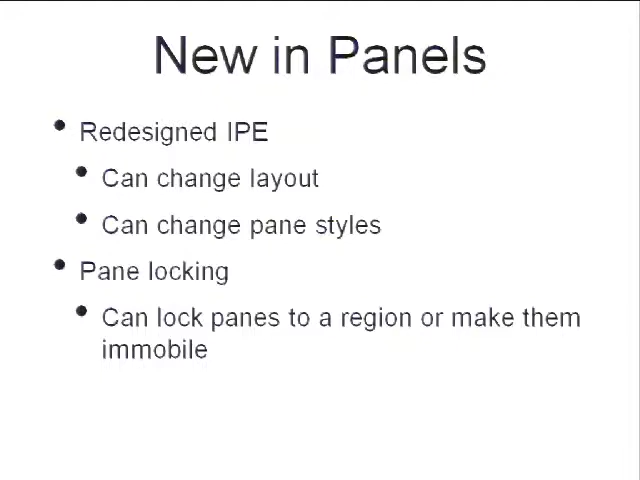 New in Panels
• Redesigned IPE
• Can change layout
• Can change pane styles
• Pane locking
• Can lock panes to a region or make them
immobile